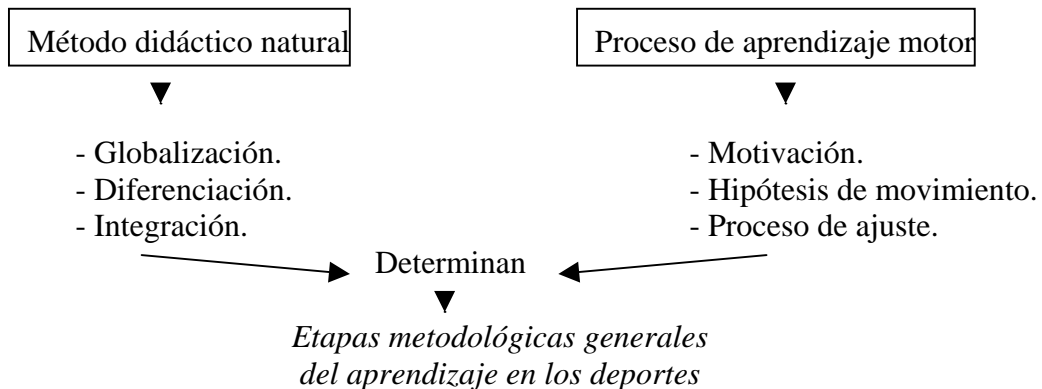 Método didáctico natural
Proceso de aprendizaje motor
- Globalización.
- Diferenciación.
- Integración.
- Motivación.
- Hipótesis de movimiento.
- Proceso de ajuste.
Determinan
Etapas metodológicas generales
del aprendizaje en los deportes